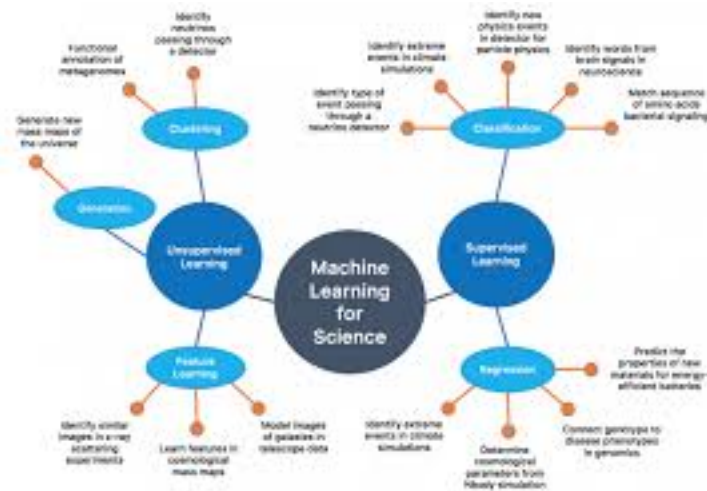 Identify
neutrinos
passing through
a detector
Functional
annotation of
metagenomes
Generate new
mass maps of
the universe
Clustering
Generation
Unsupervised
Learning
Feature
Learning
Identify similar
images in x-ray
scattering
experiments
Learn features in
cosmological
mass maps
Model images
of galaxies in
telescope data
Machine
Learning
for
Science
Identify new
physics events
in detector for
particle physics
Identify extreme
events in climate
simulations
Identify words from
brain signals in
neuroscience
Identify type of
event passing
through a
neutrino detector
Match sequence
of amino acids
bacterial signaling
Classification
Supervised
Learning
Regression
Predict the
properties of new
materials for energy-
efficient batteries
Identify extreme
events in climate
simulations
Connect genotype to
disease phenotypes
in genomics
Determine
cosmological
parameters from
Nbody simulation